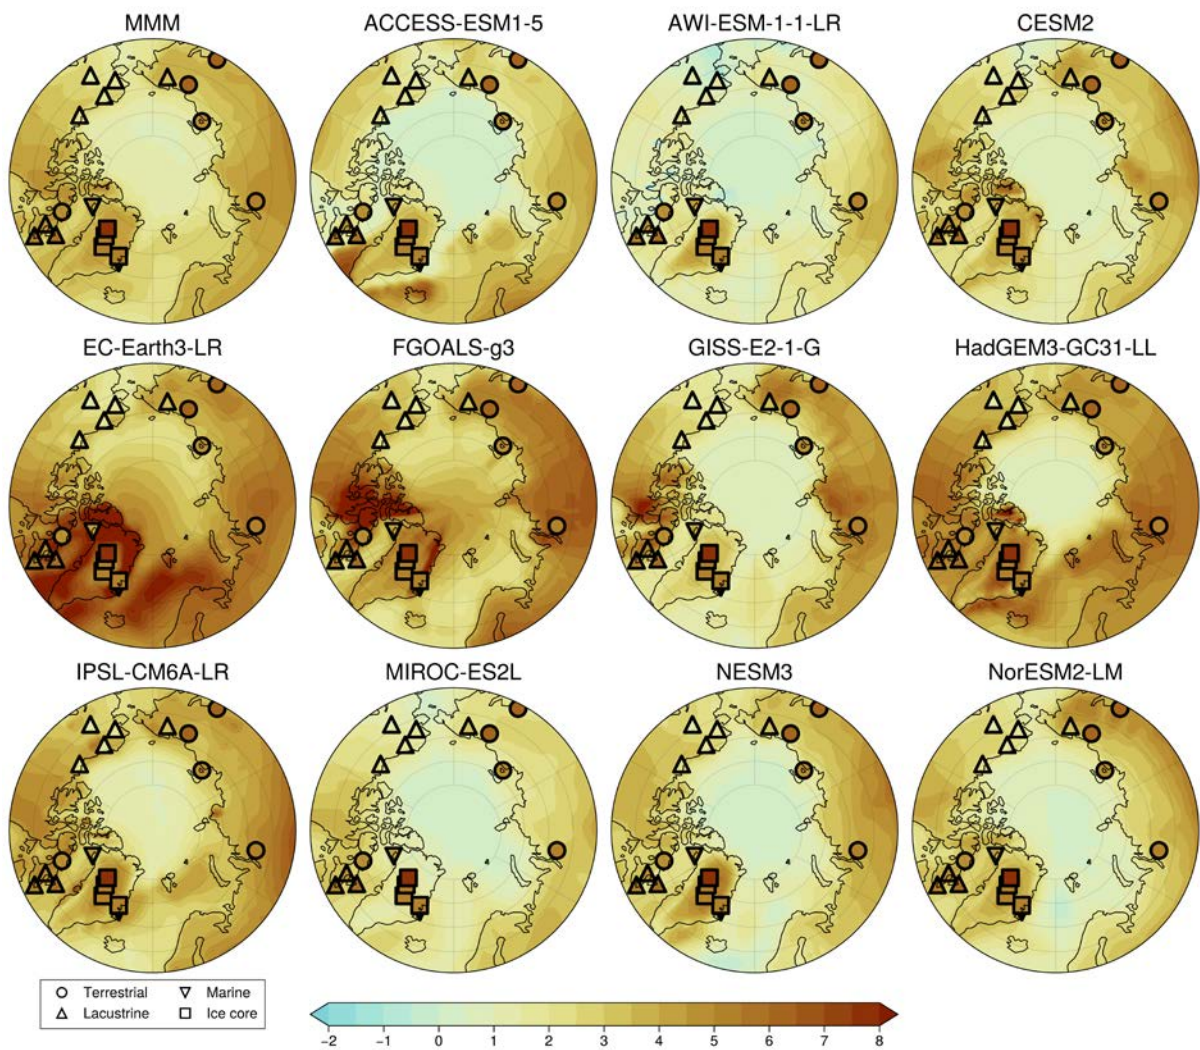 MMM ACCESS-ESM1-5 AWI-ESM-1-1-LR CESM2
EC-Earth3-LR FGOALS-g3 GISS-E2-1-G HadGEM3-GC31-LL
IPSL-CM6A-LR MIROC-ES2L NESM3 NorESM2-LM
Terrestrial Marine
Lacustrine Ice core
−2 −1 0 1 2 3 4 5 6 7 8